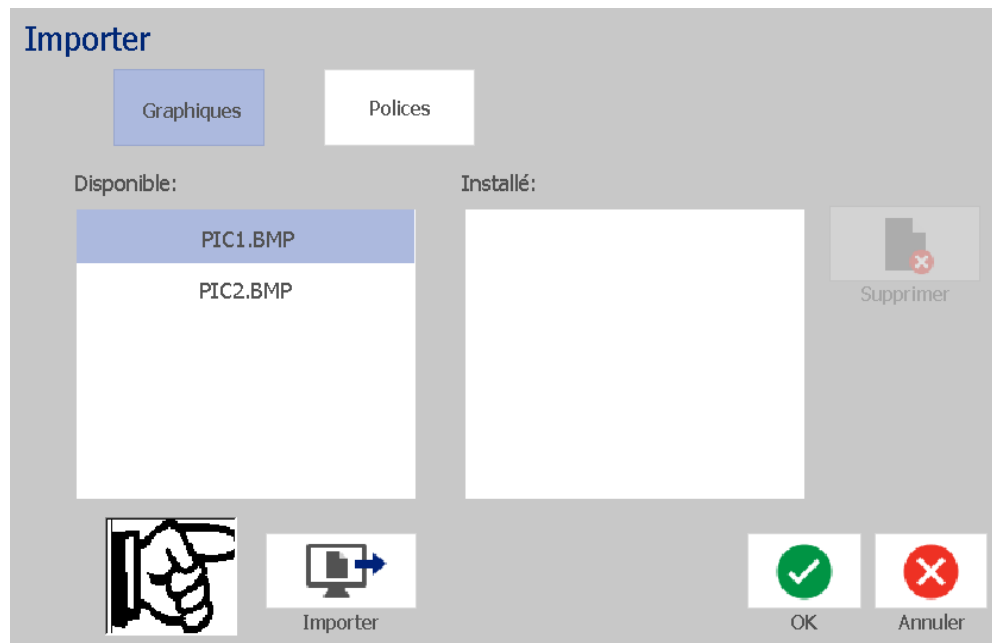 Importer
Graphiques
Polices
Disponible:
Installé:
PIC1.BMP
PIC2.BMP
Supprimer
Importer
OK
Annuler